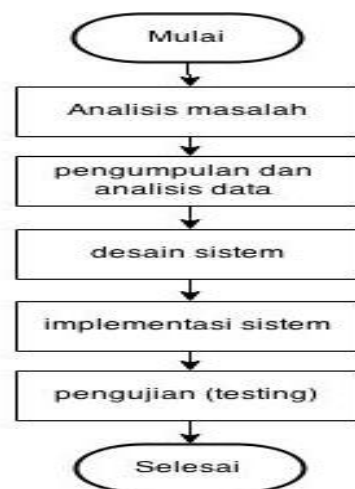 Mulai
Analisis masalah
pengumpulan dan
analisis data
desain sistem
implementasi sistem
pengujian (testing)
Selesai